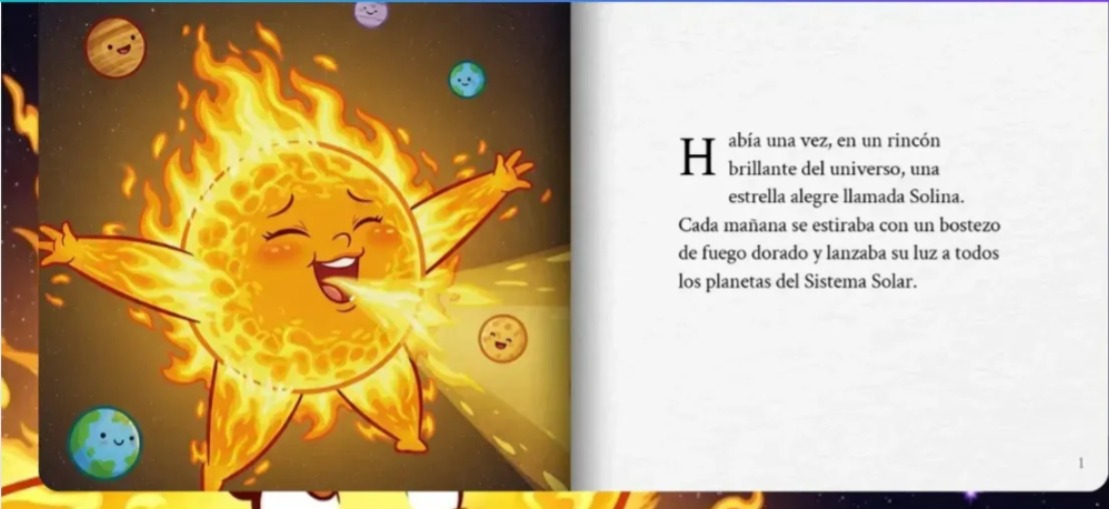 Había una vez, en un rincón
brillante del universo, una
estrella alegre llamada Solina.
Cada mañana se estiraba con un bostezo
de fuego dorado y lanzaba su luz a todos
los planetas del Sistema Solar.
1